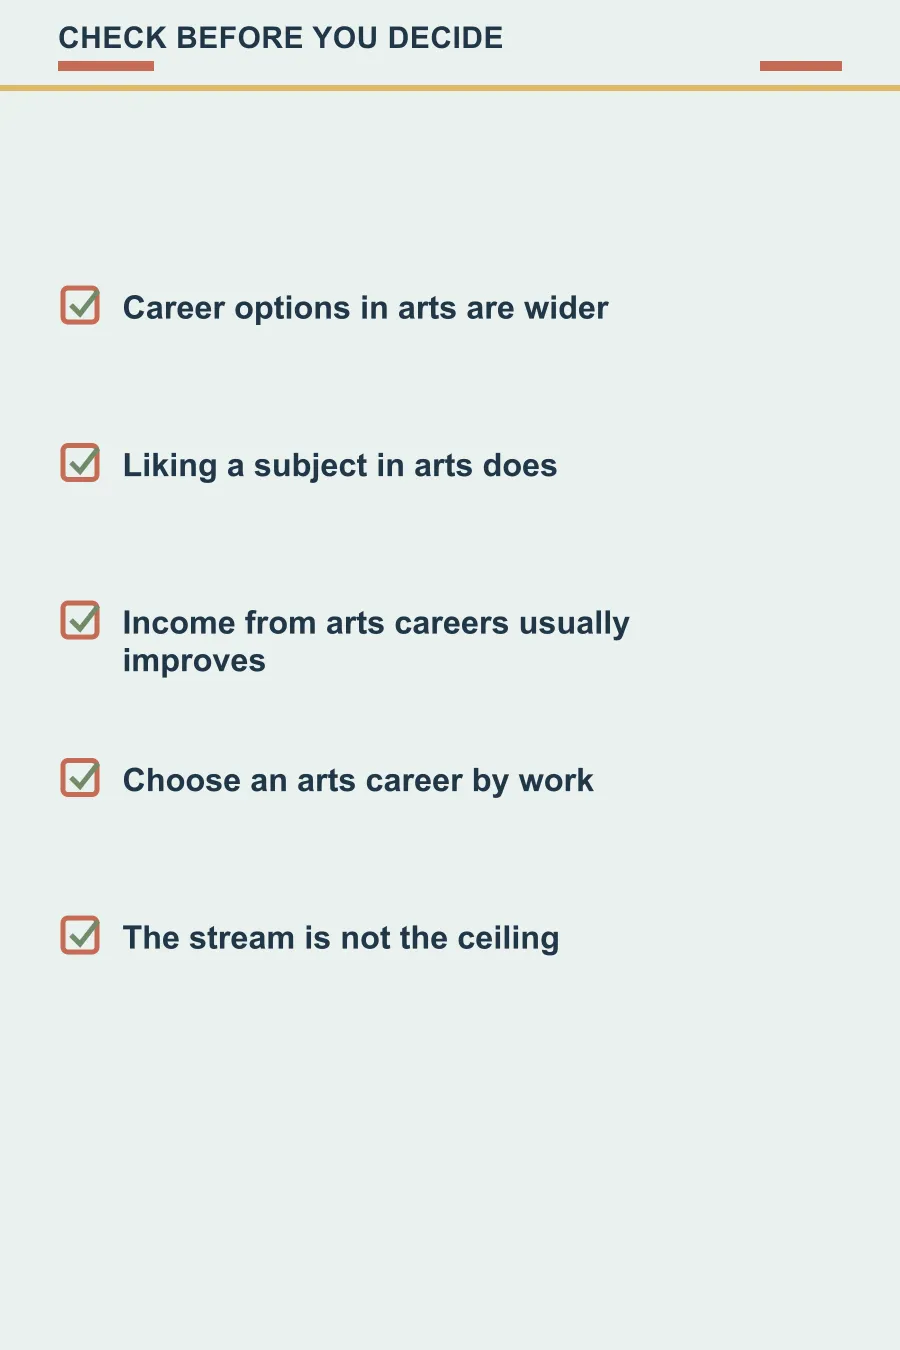 CHECK BEFORE YOU DECIDE
Career options in arts are wider
Liking a subject in arts does
Income from arts careers usually
improves
Choose an arts career by work
The stream is not the ceiling